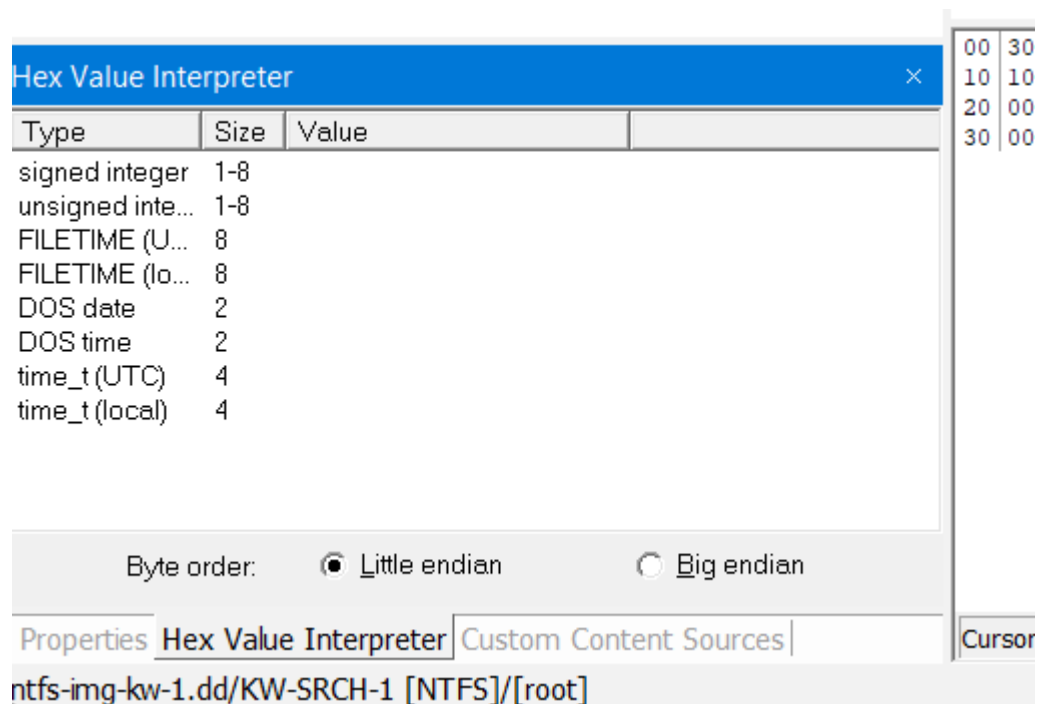 Hex Value Interpreter
Type Size Value
signed integer 1-8
unsigned inte... 1-8
FILETIME (U... 8
FILETIME (lo... 8
DOS date 2
DOS time 2
time_t (UTC) 4
time_t (local) 4
Byte order: Little endian Big endian
Properties Hex Value Interpreter Custom Content Sources
ntfs-img-kw-1.dd/KW-SRCH-1 [NTFS]/[root]
00 30
10 10
20 00
30 00
Cursor